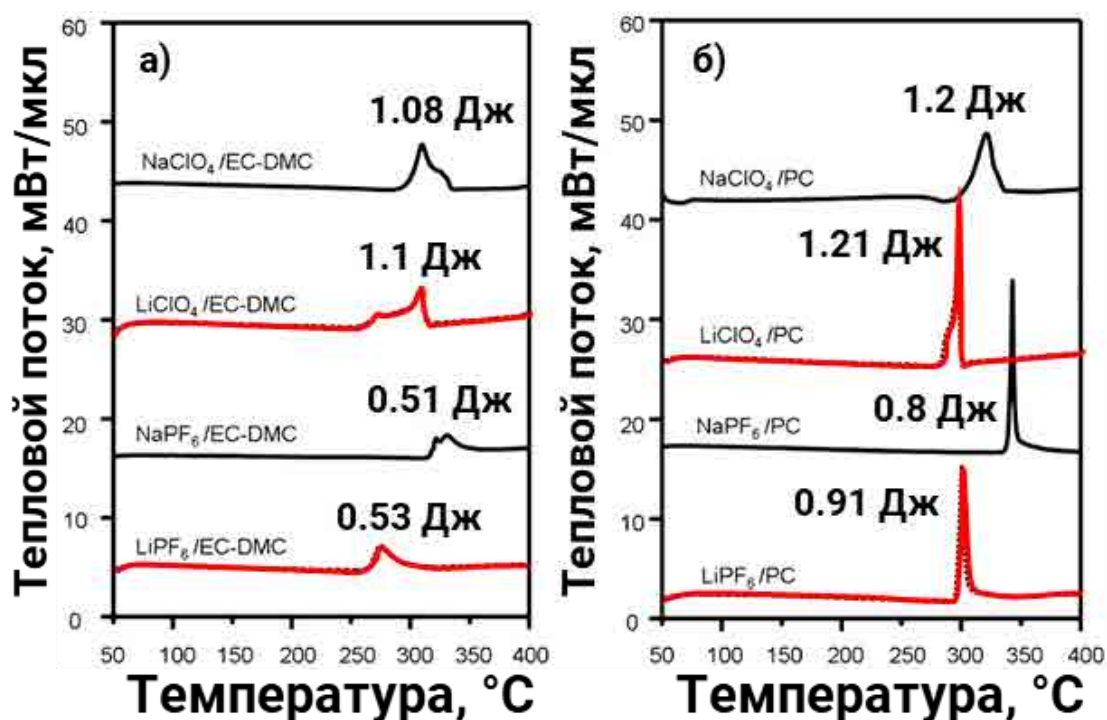 Тепловой поток, мВт/мкл
60
50
40
30
20
10
0
а)
1.08 Дж
NaClO₄ /EC-DMC
1.1 Дж
LiClO₄ /EC-DMC
0.51 Дж
NaPF₆ /EC-DMC
0.53 Дж
LiPF₆ /EC-DMC
50 100 150 200 250 300 350 400
Температура, °C
Тепловой поток, мВт/мкл
60
50
40
30
20
10
0
б)
1.2 Дж
NaClO₄ /PC
1.21 Дж
LiClO₄ /PC
0.8 Дж
NaPF₆ /PC
0.91 Дж
LiPF₆ /PC
50 100 150 200 250 300 350 400
Температура, °C